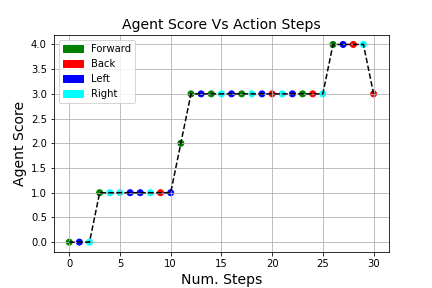 Agent Score Vs Action Steps
4.0
3.5
3.0
2.5
2.0
1.5
1.0
0.5
0.0
Agent Score
Forward
Back
Left
Right
0 5 10 15 20 25 30
Num. Steps